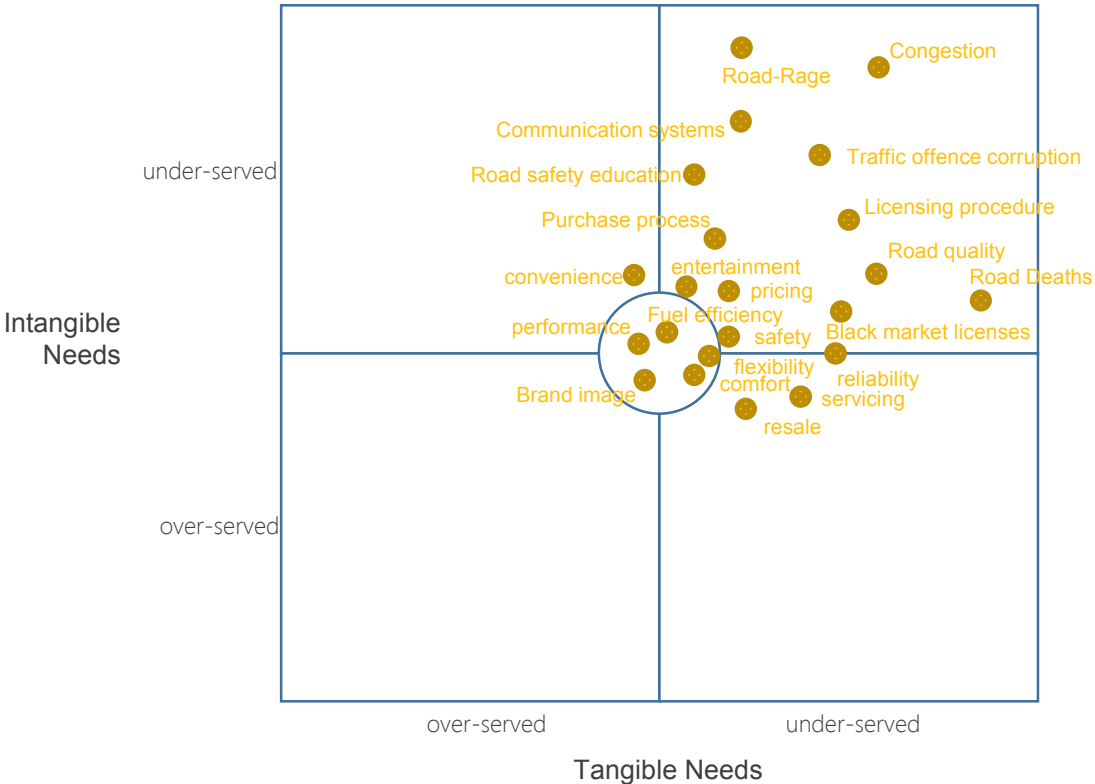 Congestion
Road-Rage
Communication systems
Traffic offence corruption
under-served
Road safety education
Licensing procedure
Purchase process
Road quality
entertainment
convenience
Road Deaths
pricing
Fuel efficiency
Intangible
Needs
performance
safety
Black market licenses
flexibility
reliability
comfort
Brand image
servicing
resale
over-served
over-served
under-served
Tangible Needs